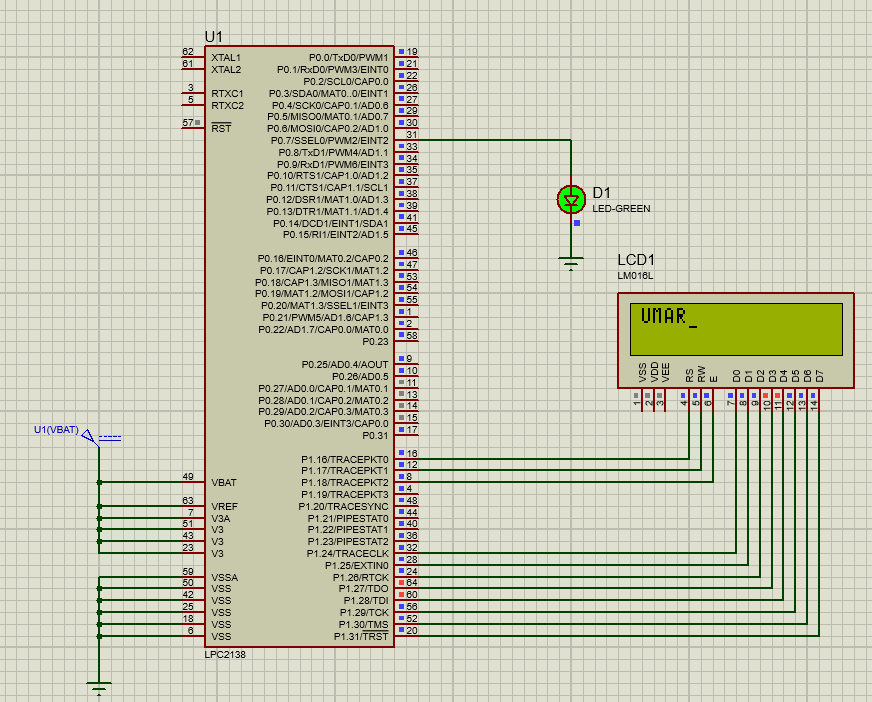 U1
62 XTAL1 P0.0/TxD0/PWM1 19
61 XTAL2 P0.1/RxD0/PWM3/EINT0 21
P0.2/SCL0/CAP0.0 22
3 RTXC1 P0.3/SDA0/MAT0..0/EINT1 26
5 RTXC2 P0.4/SCK0/CAP0.1/AD0.6 27
P0.5/MISO0/MAT0.1/AD0.7 29
57 RST P0.6/MOSI0/CAP0.2/AD1.0 30
P0.7/SSEL0/PWM2/EINT2 31
P0.8/TxD1/PWM4/AD1.1 33
P0.9/RxD1/PWM6/EINT3 34
P0.10/RTS1/CAP1.0/AD1.2 35
P0.11/CTS1/CAP1.1/SCL1 37
P0.12/DSR1/MAT1.0/AD1.3 38
P0.13/DTR1/MAT1.1/AD1.4 39
P0.14/DCD1/EINT1/SDA1 41
P0.15/RI1/EINT2/AD1.5 45
P0.16/EINT0/MAT0.2/CAP0.2 46
P0.17/CAP1.2/SCK1/MAT1.2 47
P0.18/CAP1.3/MISO1/MAT1.3 53
P0.19/MAT1.2/MOSI1/CAP1.2 54
P0.20/MAT1.3/SSEL1/EINT3 55
P0.21/PWM5/AD1.6/CAP1.3 1
P0.22/AD1.7/CAP0.0/MAT0.0 2
P0.23 58
P0.25/AD0.4/AOUT 9
P0.26/AD0.5 10
P0.27/AD0.0/CAP0.1/MAT0.1 11
P0.28/AD0.1/CAP0.2/MAT0.2 13
P0.29/AD0.2/CAP0.3/MAT0.3 14
P0.30/AD0.3/EINT3/CAP0.0 15
P0.31 17
P1.16/TRACEPKT0 16
P1.17/TRACEPKT1 12
49 VBAT P1.18/TRACEPKT2 8
P1.19/TRACEPKT3 4
63 VREF P1.20/TRACESYNC 48
7 V3A P1.21/PIPESTAT0 44
51 V3 P1.22/PIPESTAT1 40
43 V3 P1.23/PIPESTAT2 36
23 V3 P1.24/TRACECLK 32
P1.25/EXTIN0 28
59 VSSA P1.26/RTCK 24
50 VSS P1.27/TDO 64
42 VSS P1.28/TDI 60
25 VSS P1.29/TCK 56
18 VSS P1.30/TMS 52
6 VSS P1.31/TRST 20
LPC2138
U1(VBAT)
D1
LED-GREEN
LCD1
LM016L
UMAR_
VSS VDD VEE RS RW E D0 D1 D2 D3 D4 D5 D6 D7
1 2 3 4 5 6 7 8 9 10 11 12 13 14